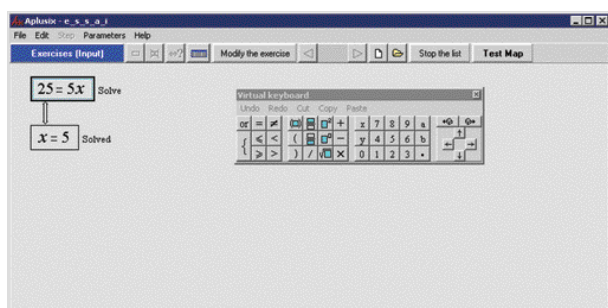 Aplusix - e_s_s_a_i
File Edit Step Parameters Help
Exercises (Input) Modify the exercise Stop the list Test Map
25 = 5x Solve
x = 5 Solved
Virtual keyboard
Undo Redo Cut Copy Paste
or = ≠ + x 7 8 9 a
{ ⩽ < ( − y 4 5 6 b
⩾ > ) / √ × 0 1 2 3 •